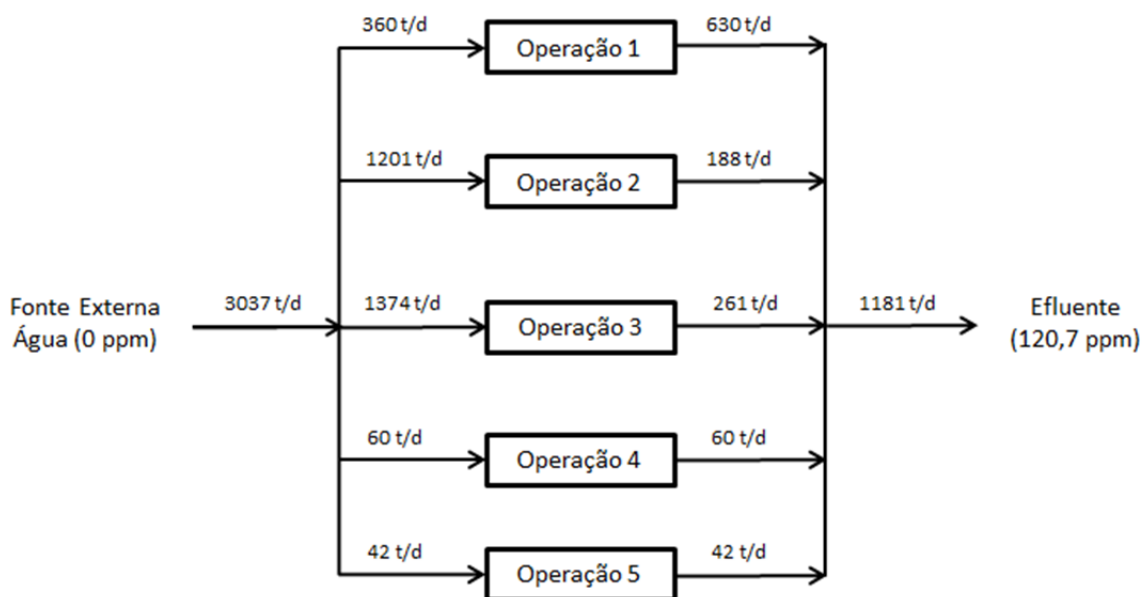 360 t/d
Operação 1
630 t/d
1201 t/d
Operação 2
188 t/d
Fonte Externa
Água (0 ppm)
3037 t/d
1374 t/d
Operação 3
261 t/d
1181 t/d
Efluente
(120,7 ppm)
60 t/d
Operação 4
60 t/d
42 t/d
Operação 5
42 t/d